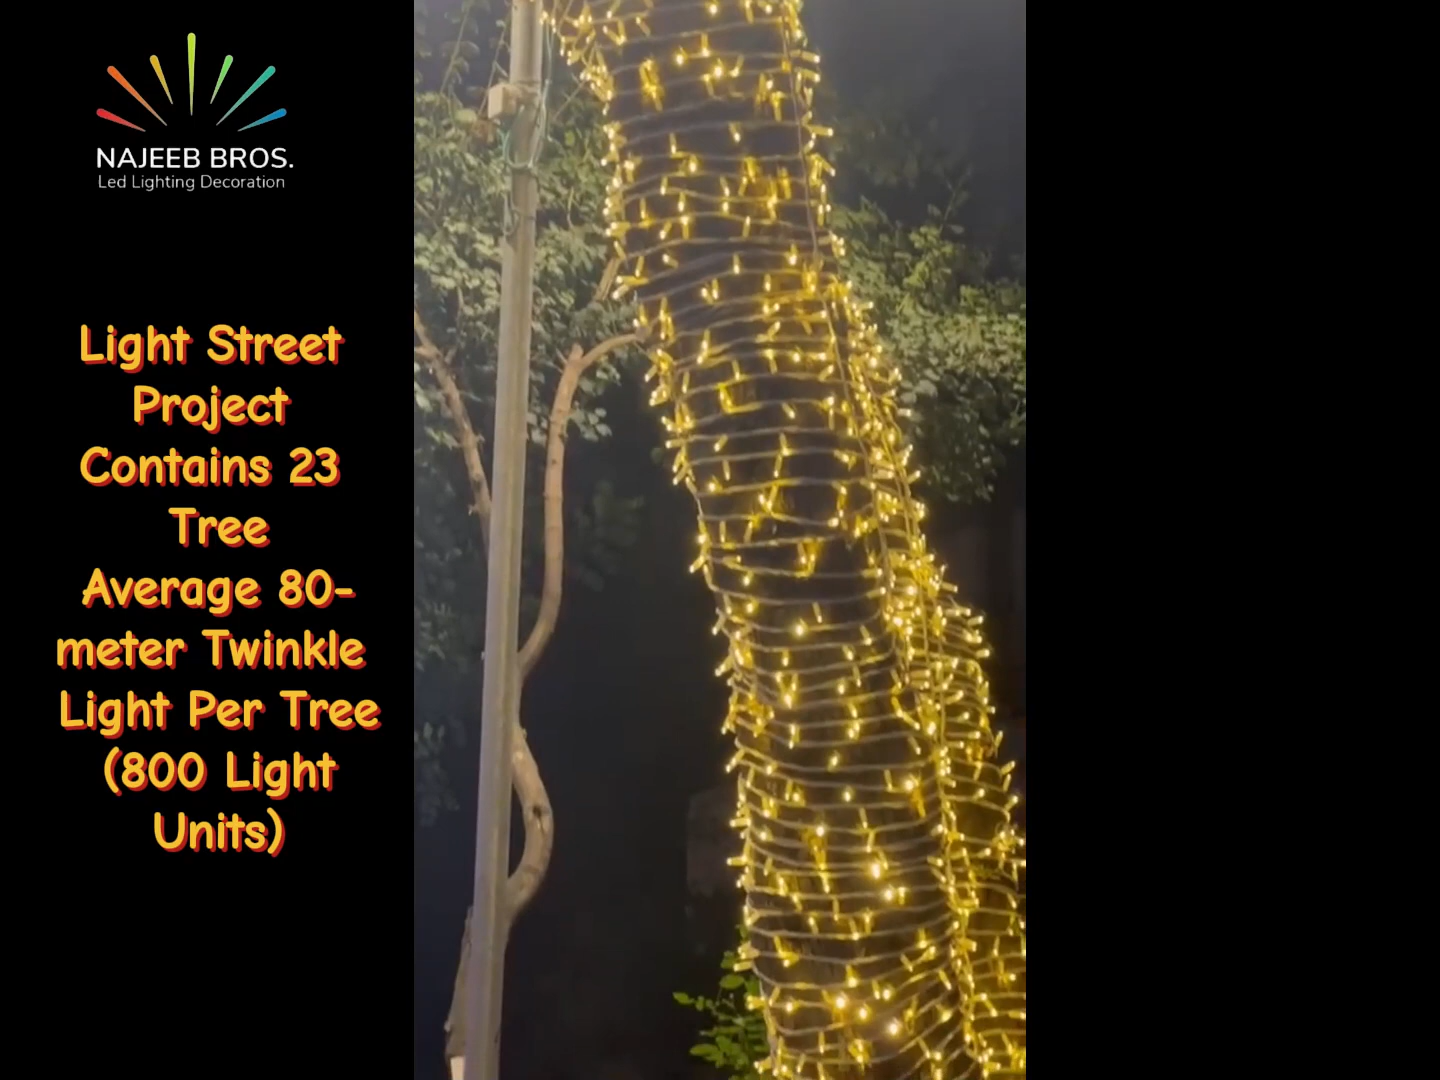 NAJEEB BROS.
Led Lighting Decoration
Light Street
Project
Contains 23
Tree
Average 80-
meter Twinkle
Light Per Tree
(800 Light
Units)